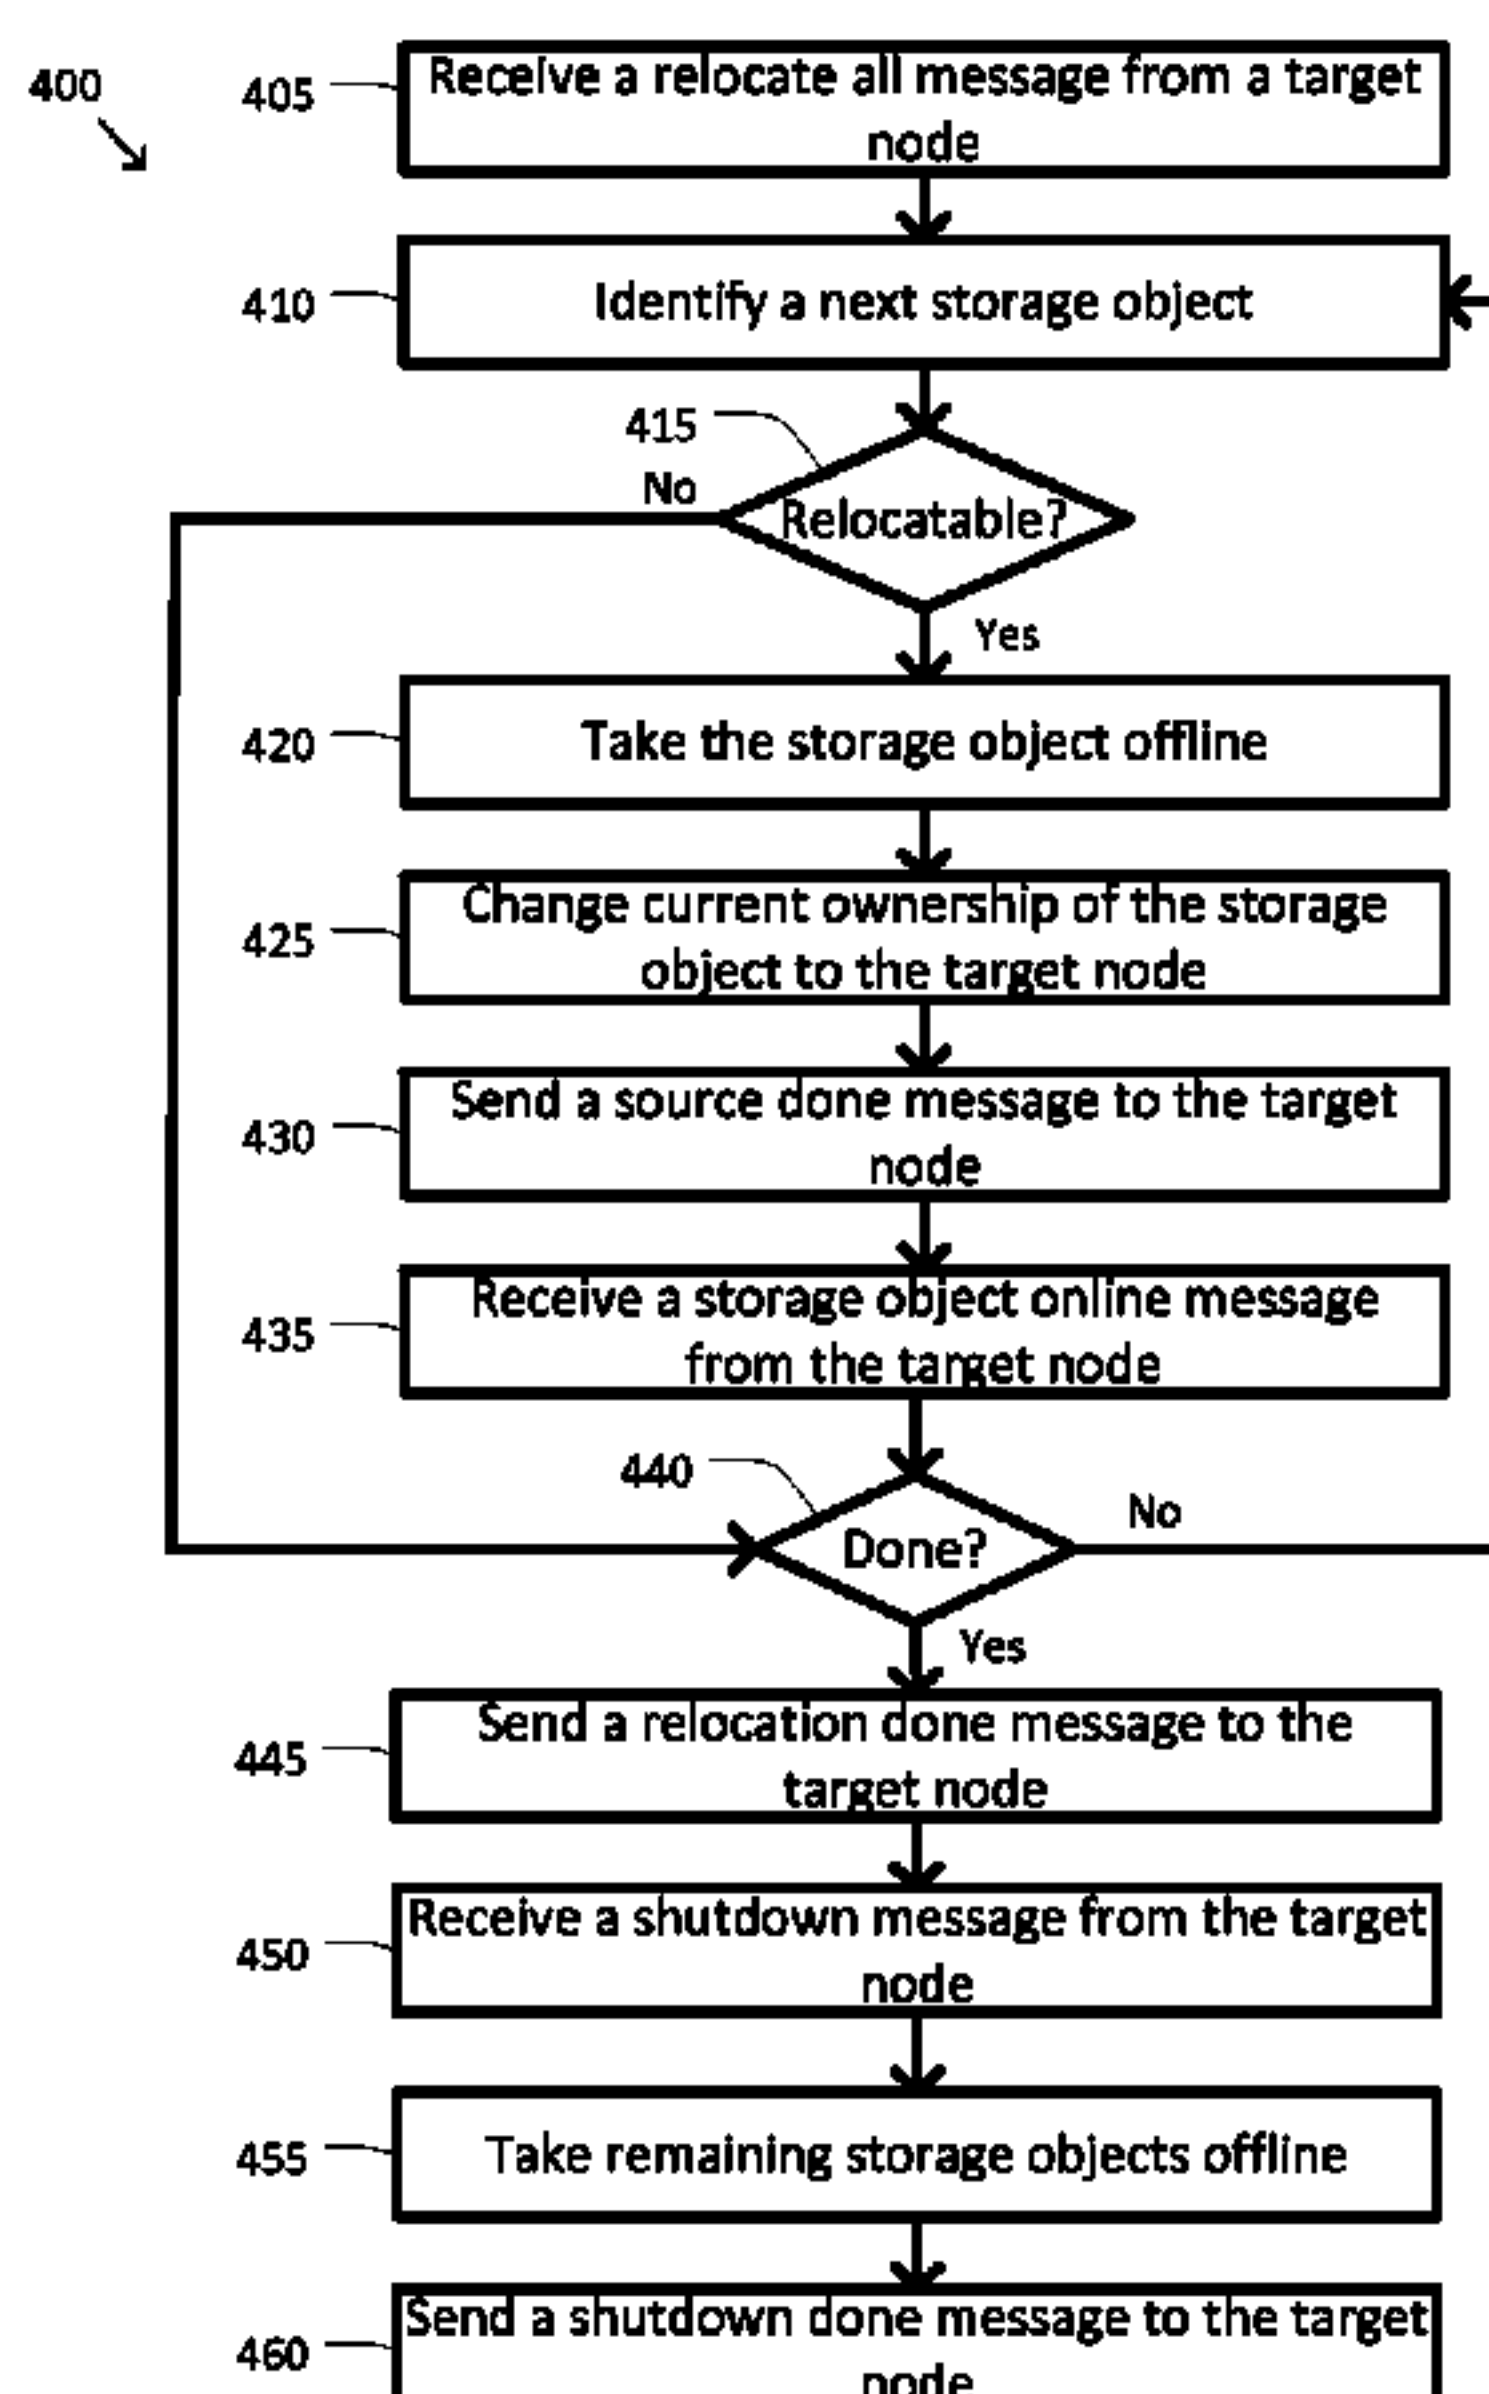 400
405
Receive a relocate all message from a target
node
410
Identify a next storage object
415
No
Relocatable?
Yes
420
Take the storage object offline
425
Change current ownership of the storage
object to the target node
430
Send a source done message to the target
node
435
Receive a storage object online message
from the target node
440
No
Done?
Yes
445
Send a relocation done message to the
target node
450
Receive a shutdown message from the target
node
455
Take remaining storage objects offline
460
Send a shutdown done message to the target
node